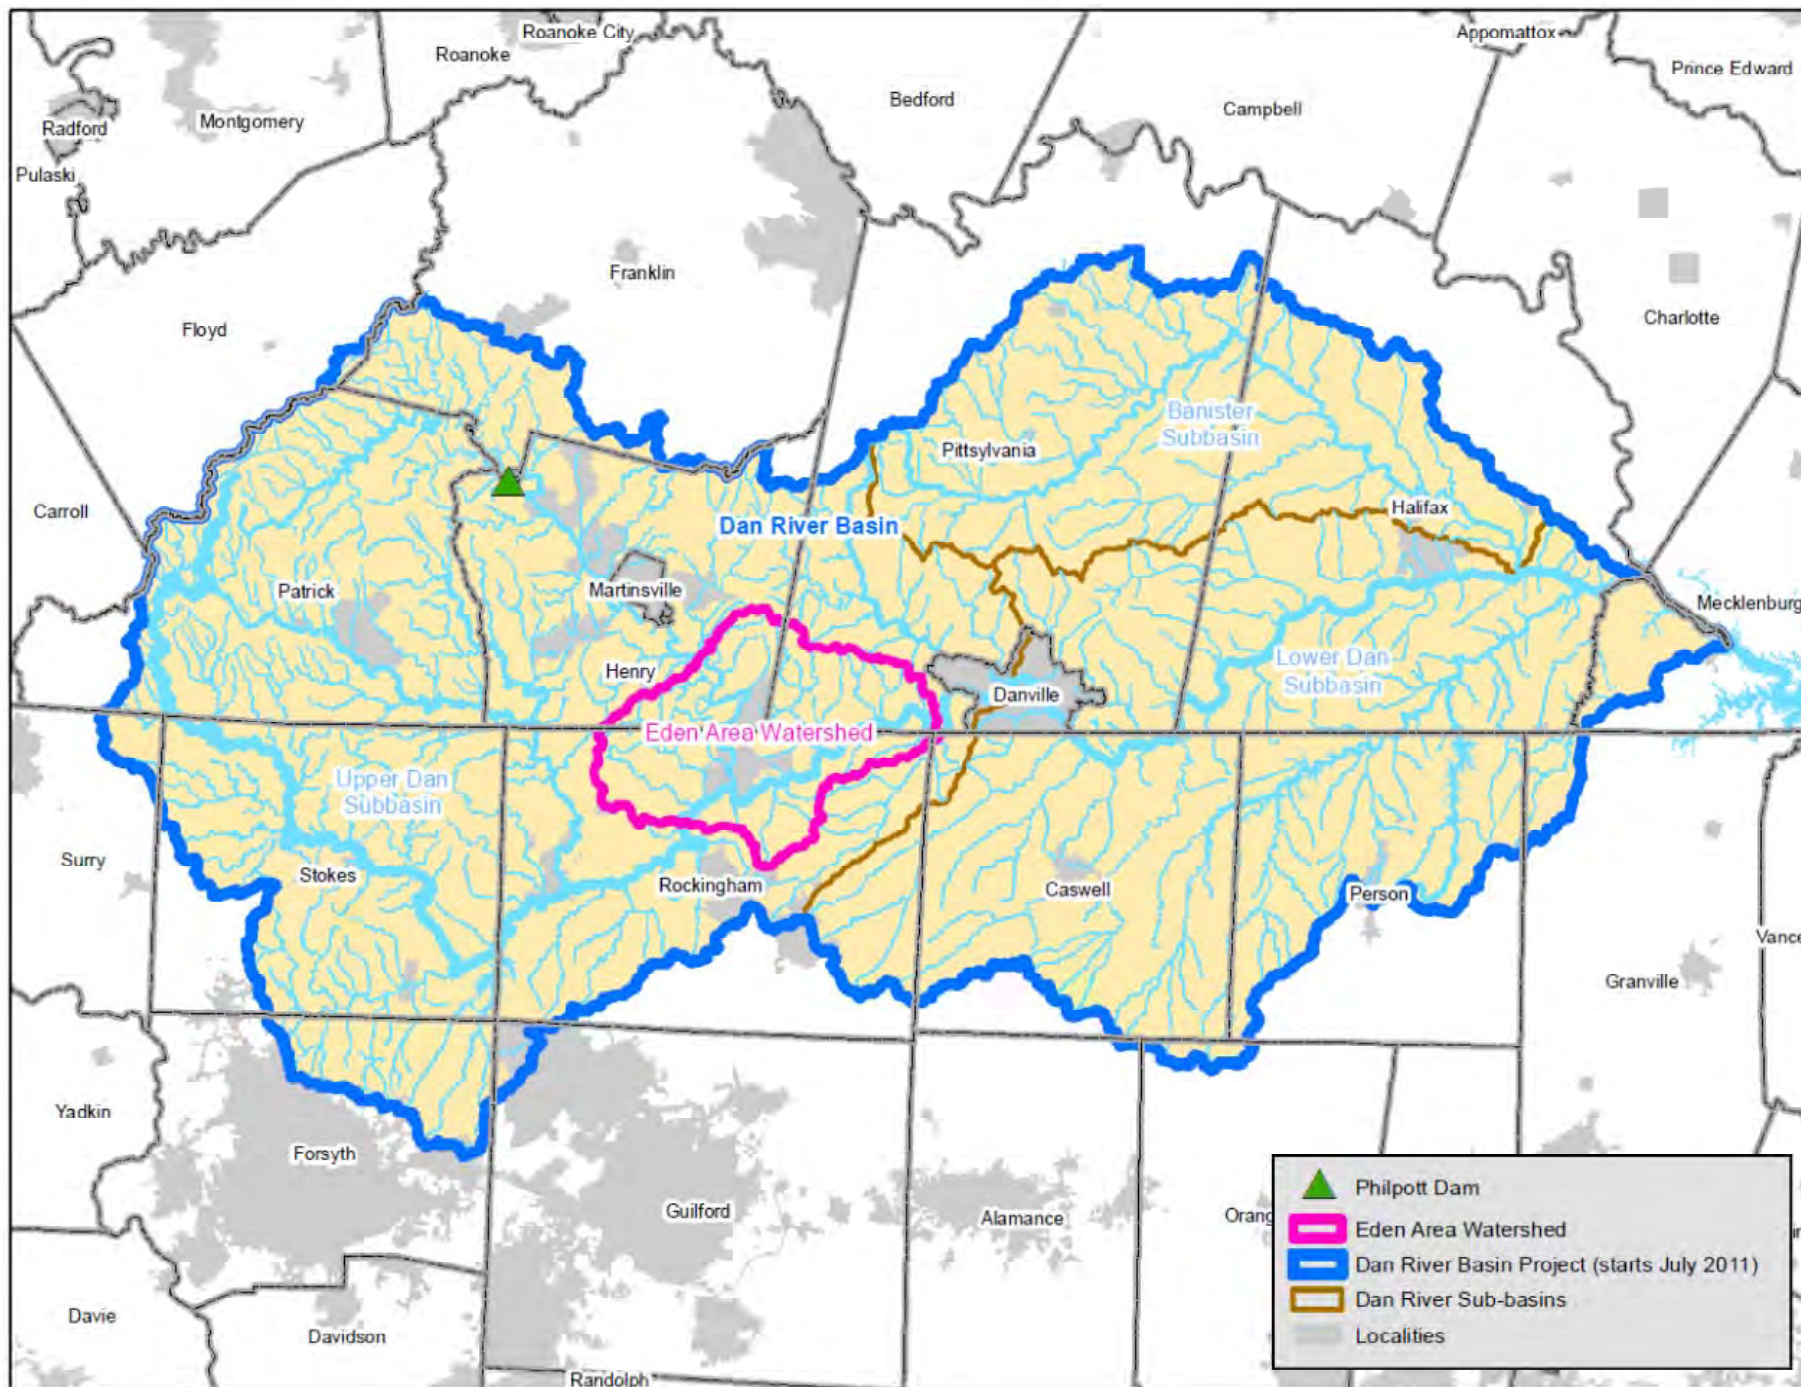 Roanoke City
Appomattox
Roanoke
Prince Edward
Bedford
Campbell
Radford
Montgomery
Pulaski
Franklin
Charlotte
Floyd
Banister
Subbasin
Pittsylvania
Carroll
Halifax
Dan River Basin
Patrick
Martinsville
Mecklenburg
Henry
Lower Dan
Subbasin
Danville
Eden Area Watershed
Upper Dan
Subbasin
Surry
Stokes
Rockingham
Caswell
Person
Vance
Granville
Yadkin
Forsyth
Guilford
Alamance
Orang
Davie
Davidson
Randolph
Philpott Dam
Eden Area Watershed
Dan River Basin Project (starts July 2011)
Dan River Sub-basins
Localities